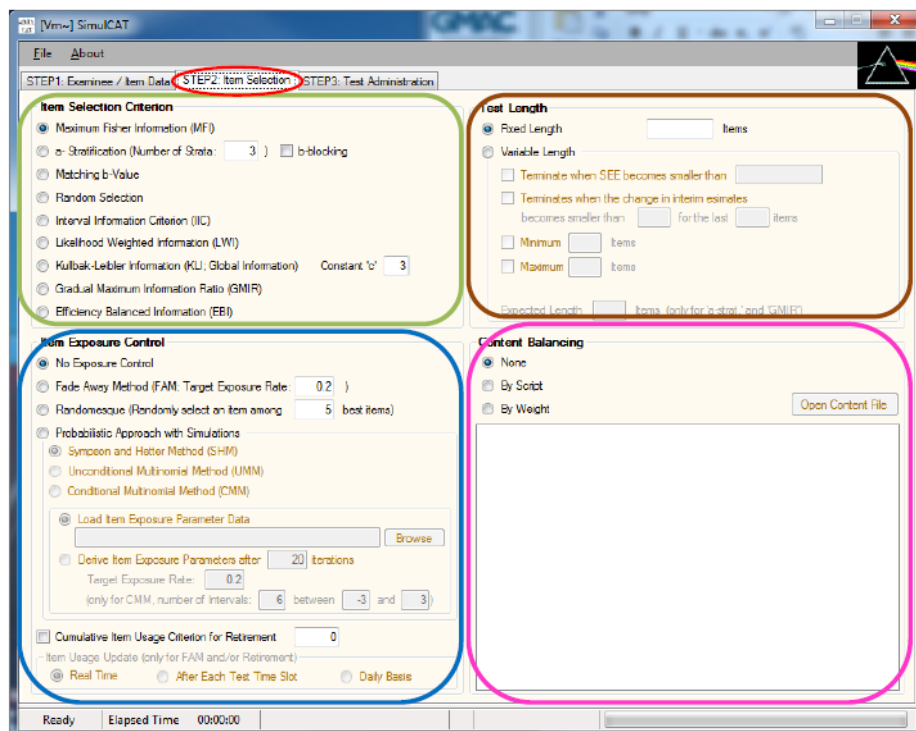 [Vm~] SimulCAT
GMAC
File About
STEP1: Examinee / Item Data STEP2: Item Selection STEP3: Test Administration
Item Selection Criterion
Maximum Fisher Information (MFI)
a- Stratification (Number of Strata: 3 ) b-blocking
Matching b-Value
Random Selection
Interval Information Criterion (IIC)
Likelihood Weighted Information (LWI)
Kullbak-Leibler Information (KLI; Global Information) Constant 'c' 3
Gradual Maximum Information Ratio (GMIR)
Efficiency Balanced Information (EBI)
Test Length
Fixed Length Items
Variable Length
Terminate when SEE becomes smaller than
Terminates when the change in interim esimates
becomes smaller than for the last items
Minimum Items
Maximum Items
Expected Length Items (only for 'a-strat.' and 'GMIR')
Item Exposure Control
No Exposure Control
Fade Away Method (FAM: Target Exposure Rate: 0.2 )
Randomesque (Randomly select an item among 5 best items)
Probabilistic Approach with Simulations
Sympson and Hetter Method (SHM)
Unconditional Multinomial Method (UMM)
Conditional Multinomial Method (CMM)
Load Item Exposure Parameter Data
Browse
Derive Item Exposure Parameters after 20 iterations
Target Exposure Rate: 0.2
(only for CMM, number of Intervals: 6 between -3 and 3 )
Cumulative Item Usage Criterion for Retirement 0
Item Usage Update (only for FAM and/or Retirement)
Real Time After Each Test Time Slot Daily Basis
Content Balancing
None
By Script
By Weight Open Content File
Ready Elapsed Time 00:00:00